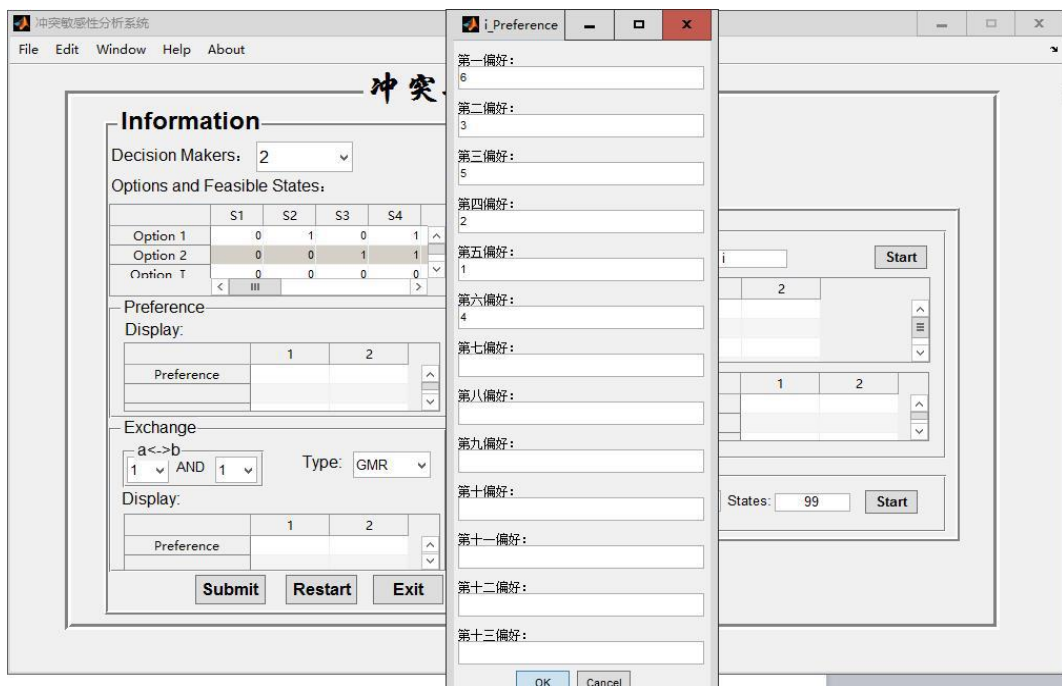 冲突敏感性分析系统
File Edit Window Help About
冲突
Information
Decision Makers: 2
Options and Feasible States:
S1 S2 S3 S4
Option 1 0 1 0 1
Option 2 0 0 1 1
Option I 0 0 0 0
Preference
Display:
1 2
Preference
Exchange
a<->b
1 AND 1
Type: GMR
Display:
1 2
Preference
Submit Restart Exit
i_Preference
第一偏好:
6
第二偏好:
3
第三偏好:
5
第四偏好:
2
第五偏好:
1
第六偏好:
4
第七偏好:
第八偏好:
第九偏好:
第十偏好:
第十一偏好:
第十二偏好:
第十三偏好:
OK Cancel
i Start
2
1 2
States: 99 Start